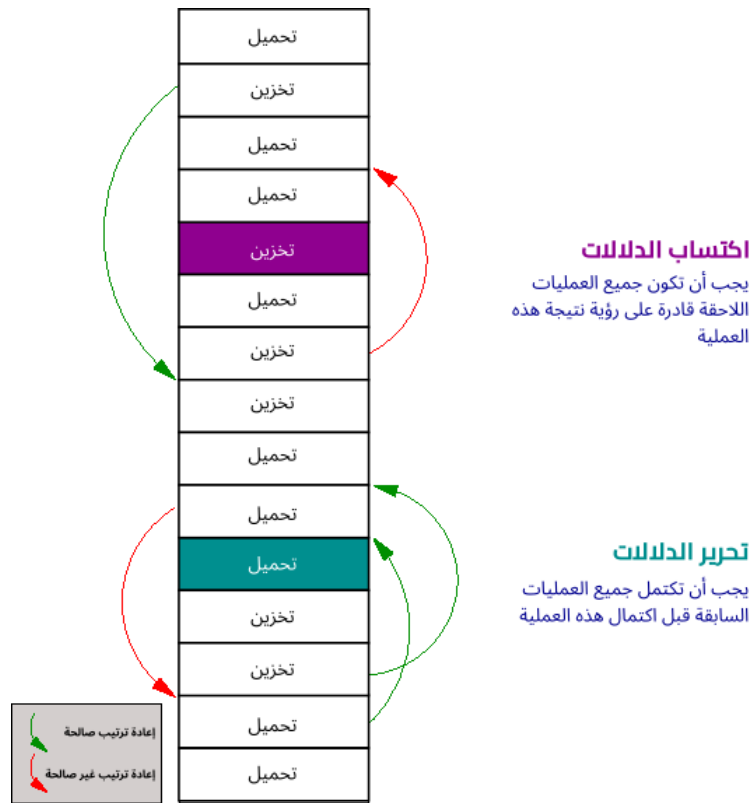 تحميل
تخزين
تحميل
تحميل
تخزين
تحميل
تخزين
تخزين
تحميل
تحميل
تحميل
تخزين
تخزين
تحميل
تحميل
اكتساب الدلالات
يجب أن تكون جميع العمليات
اللاحقة قادرة على رؤية نتيجة هذه
العملية
تحرير الدلالات
يجب أن تكتمل جميع العمليات
السابقة قبل اكتمال هذه العملية
إعادة ترتيب صالحة
إعادة ترتيب غير صالحة